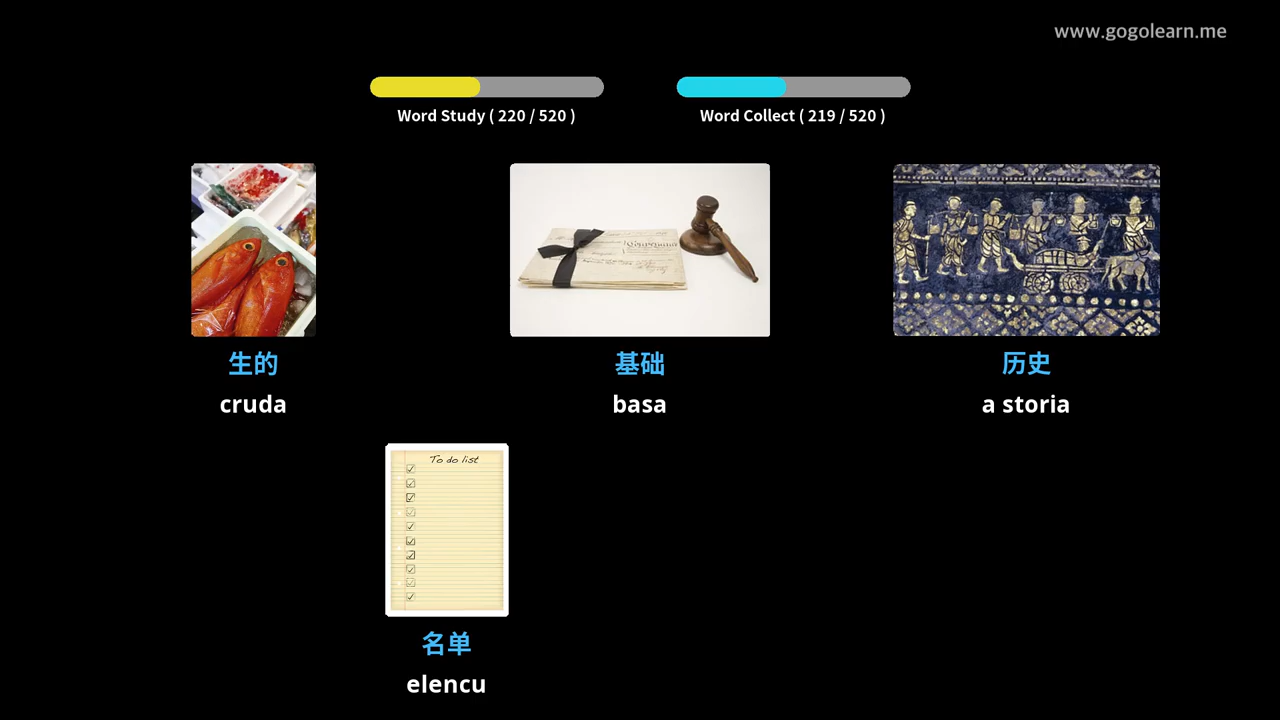 www.gogolearn.me
Word Study ( 220 / 520 )
Word Collect ( 219 / 520 )
生的
cruda
基础
basa
历史
a storia
To do list
名单
elencu